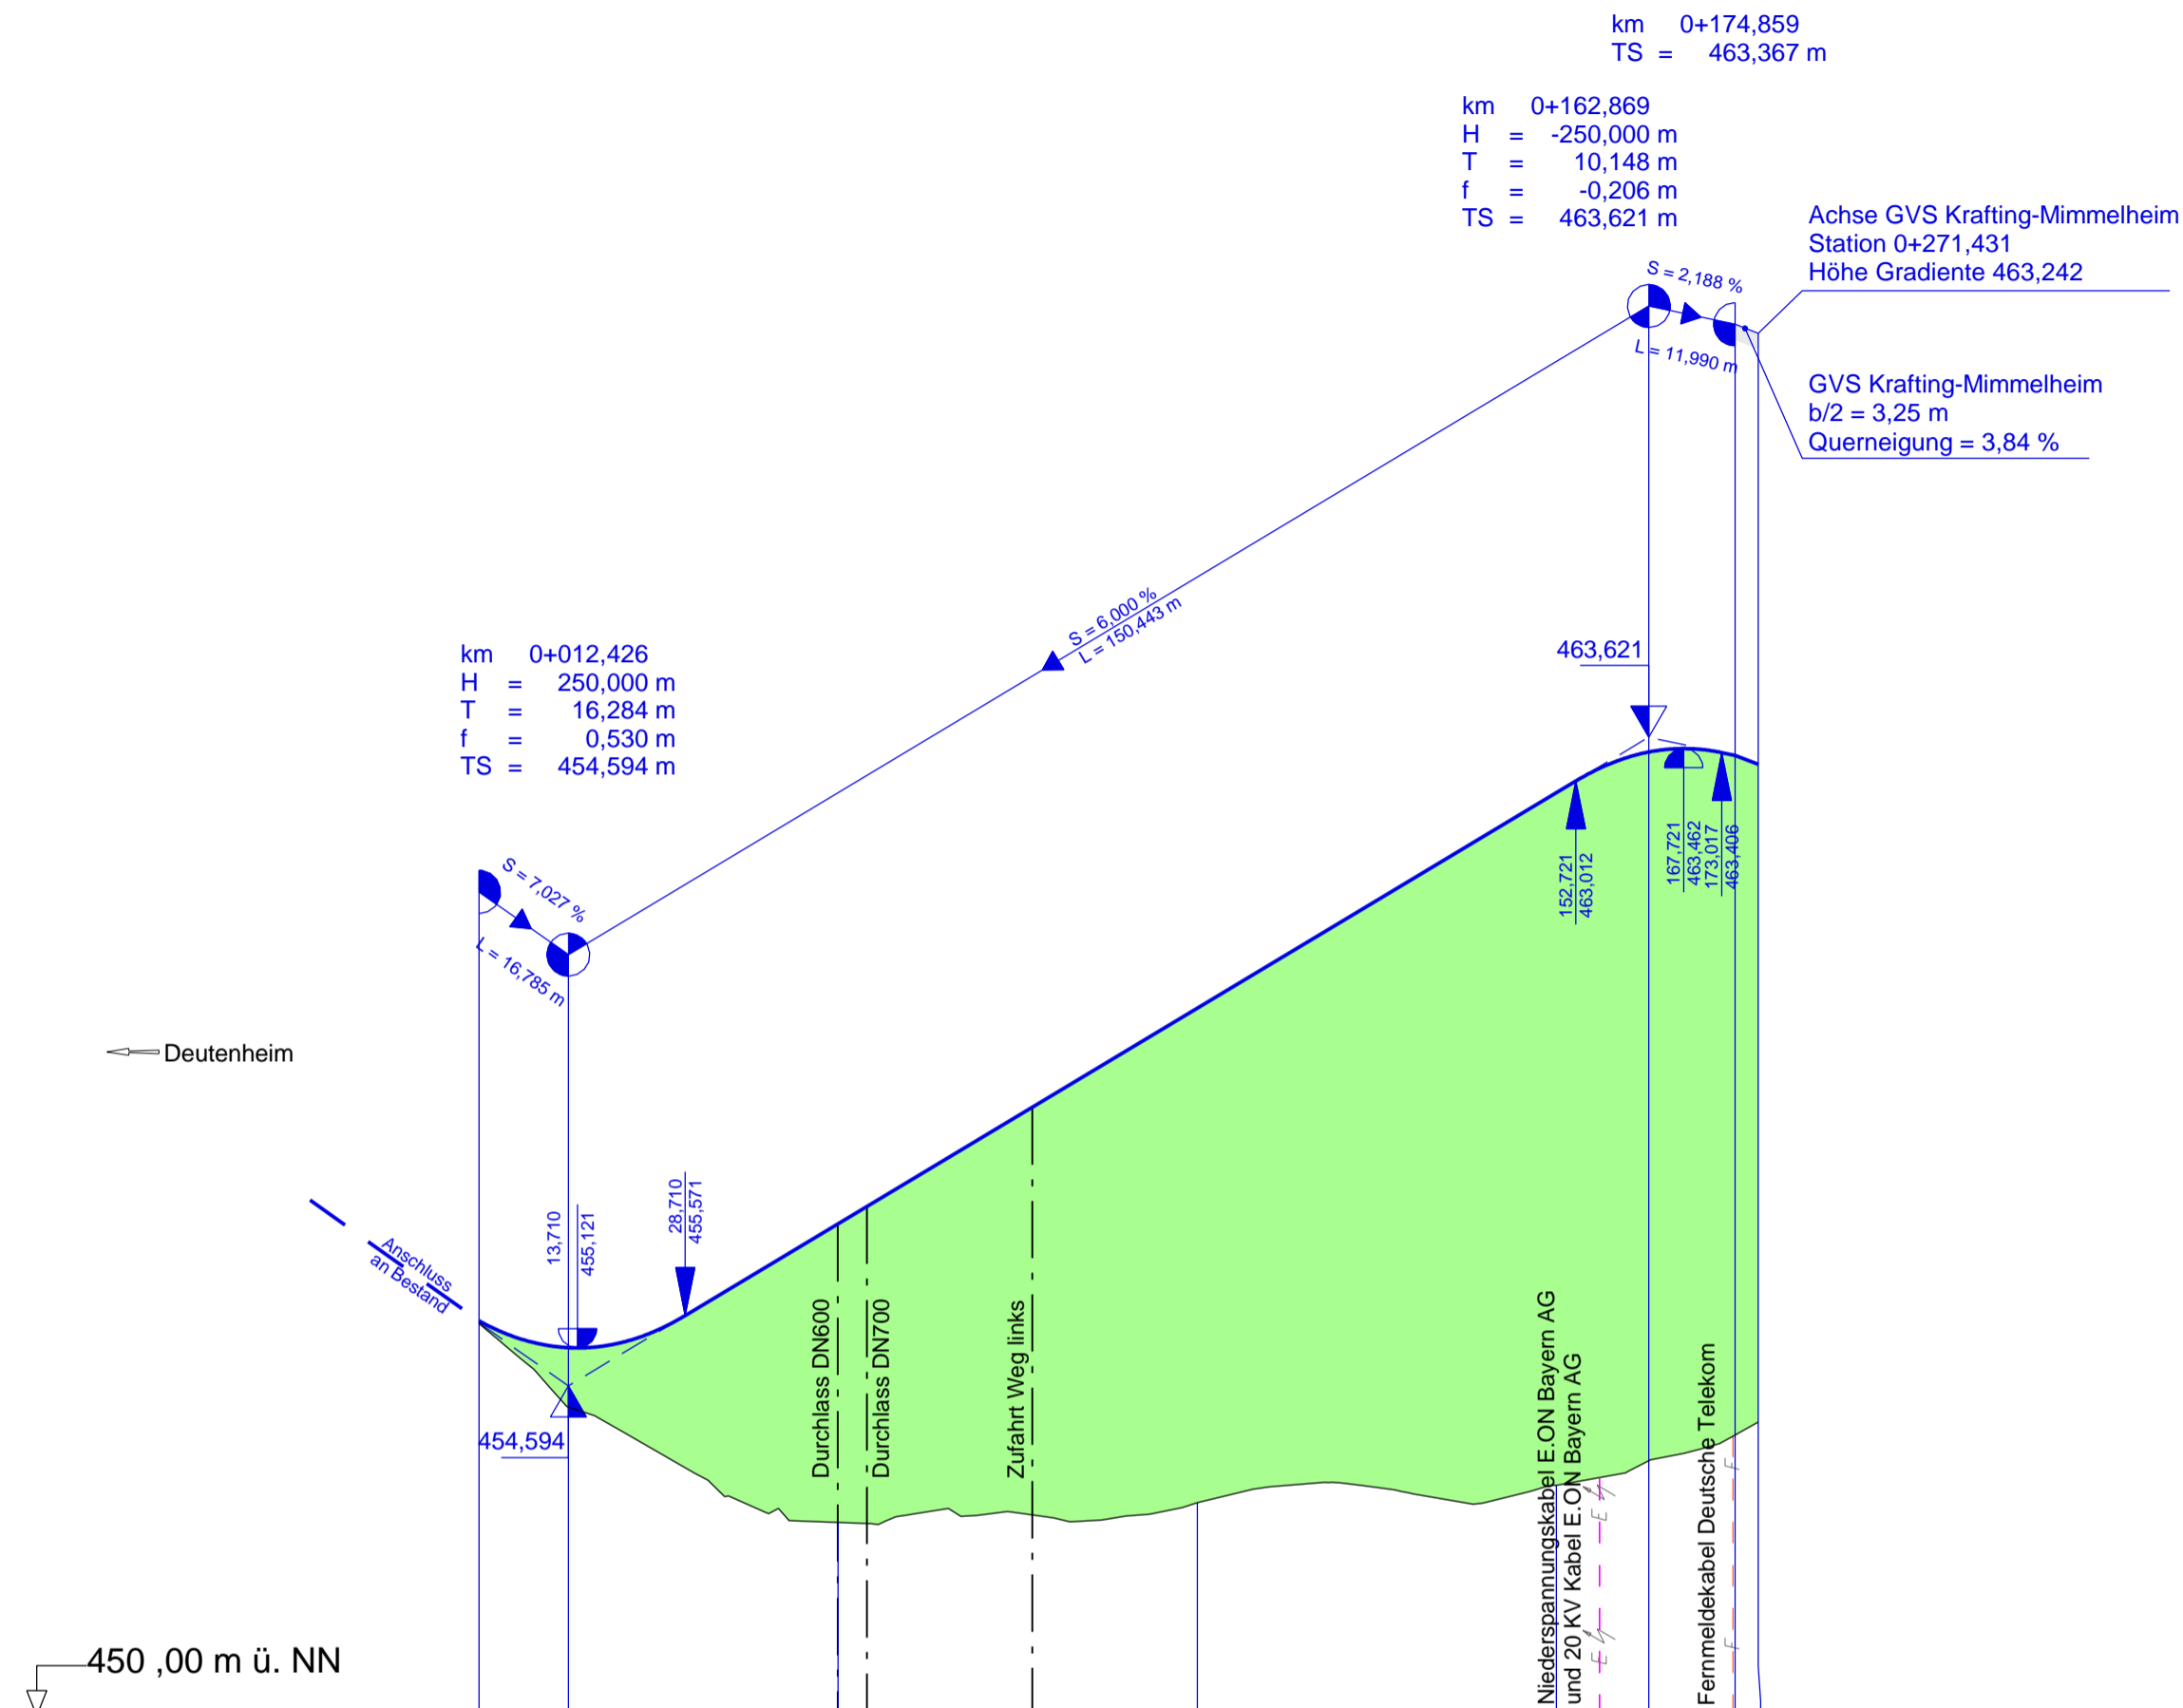 km 0+174,859
TS = 463,367 m
km 0+162,869
H = -250,000 m
T = 10,148 m
f = -0,206 m
TS = 463,621 m
Achse GVS Krafting-Mimmelheim
Station 0+271,431
Höhe Gradiente 463,242
S = 2,188 %
L = 11,990 m
GVS Krafting-Mimmelheim
b/2 = 3,25 m
Querneigung = 3,84 %
S = 6,000 %
L = 150,443 m
km 0+012,426
H = 250,000 m
T = 16,284 m
f = 0,530 m
TS = 454,594 m
463,621
S = 7,027 %
L = 16,785 m
152,721
463,012
167,721
463,462
173,017
463,406
Deutenheim
13,710
455,121
28,710
455,571
Anschluss
an Bestand
454,594
Durchlass DN600
Durchlass DN700
Zufahrt Weg links
Niederspannungskabel E.ON Bayern AG
und 20 KV Kabel E.ON Bayern AG
Fernmeldekabel Deutsche Telekom
E
F
E
F
450 ,00 m ü. NN